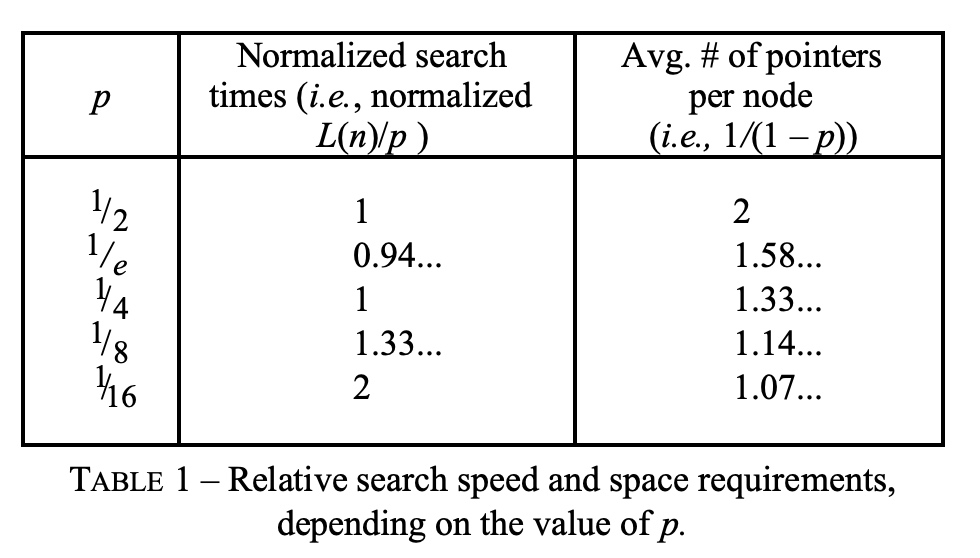 p Normalized search times (i.e., normalized L(n)/p ) Avg. # of pointers per node (i.e., 1/(1 – p))
1/2 1 2
1/e 0.94... 1.58...
1/4 1 1.33...
1/8 1.33... 1.14...
1/16 2 1.07...
TABLE 1 – Relative search speed and space requirements,
depending on the value of p.